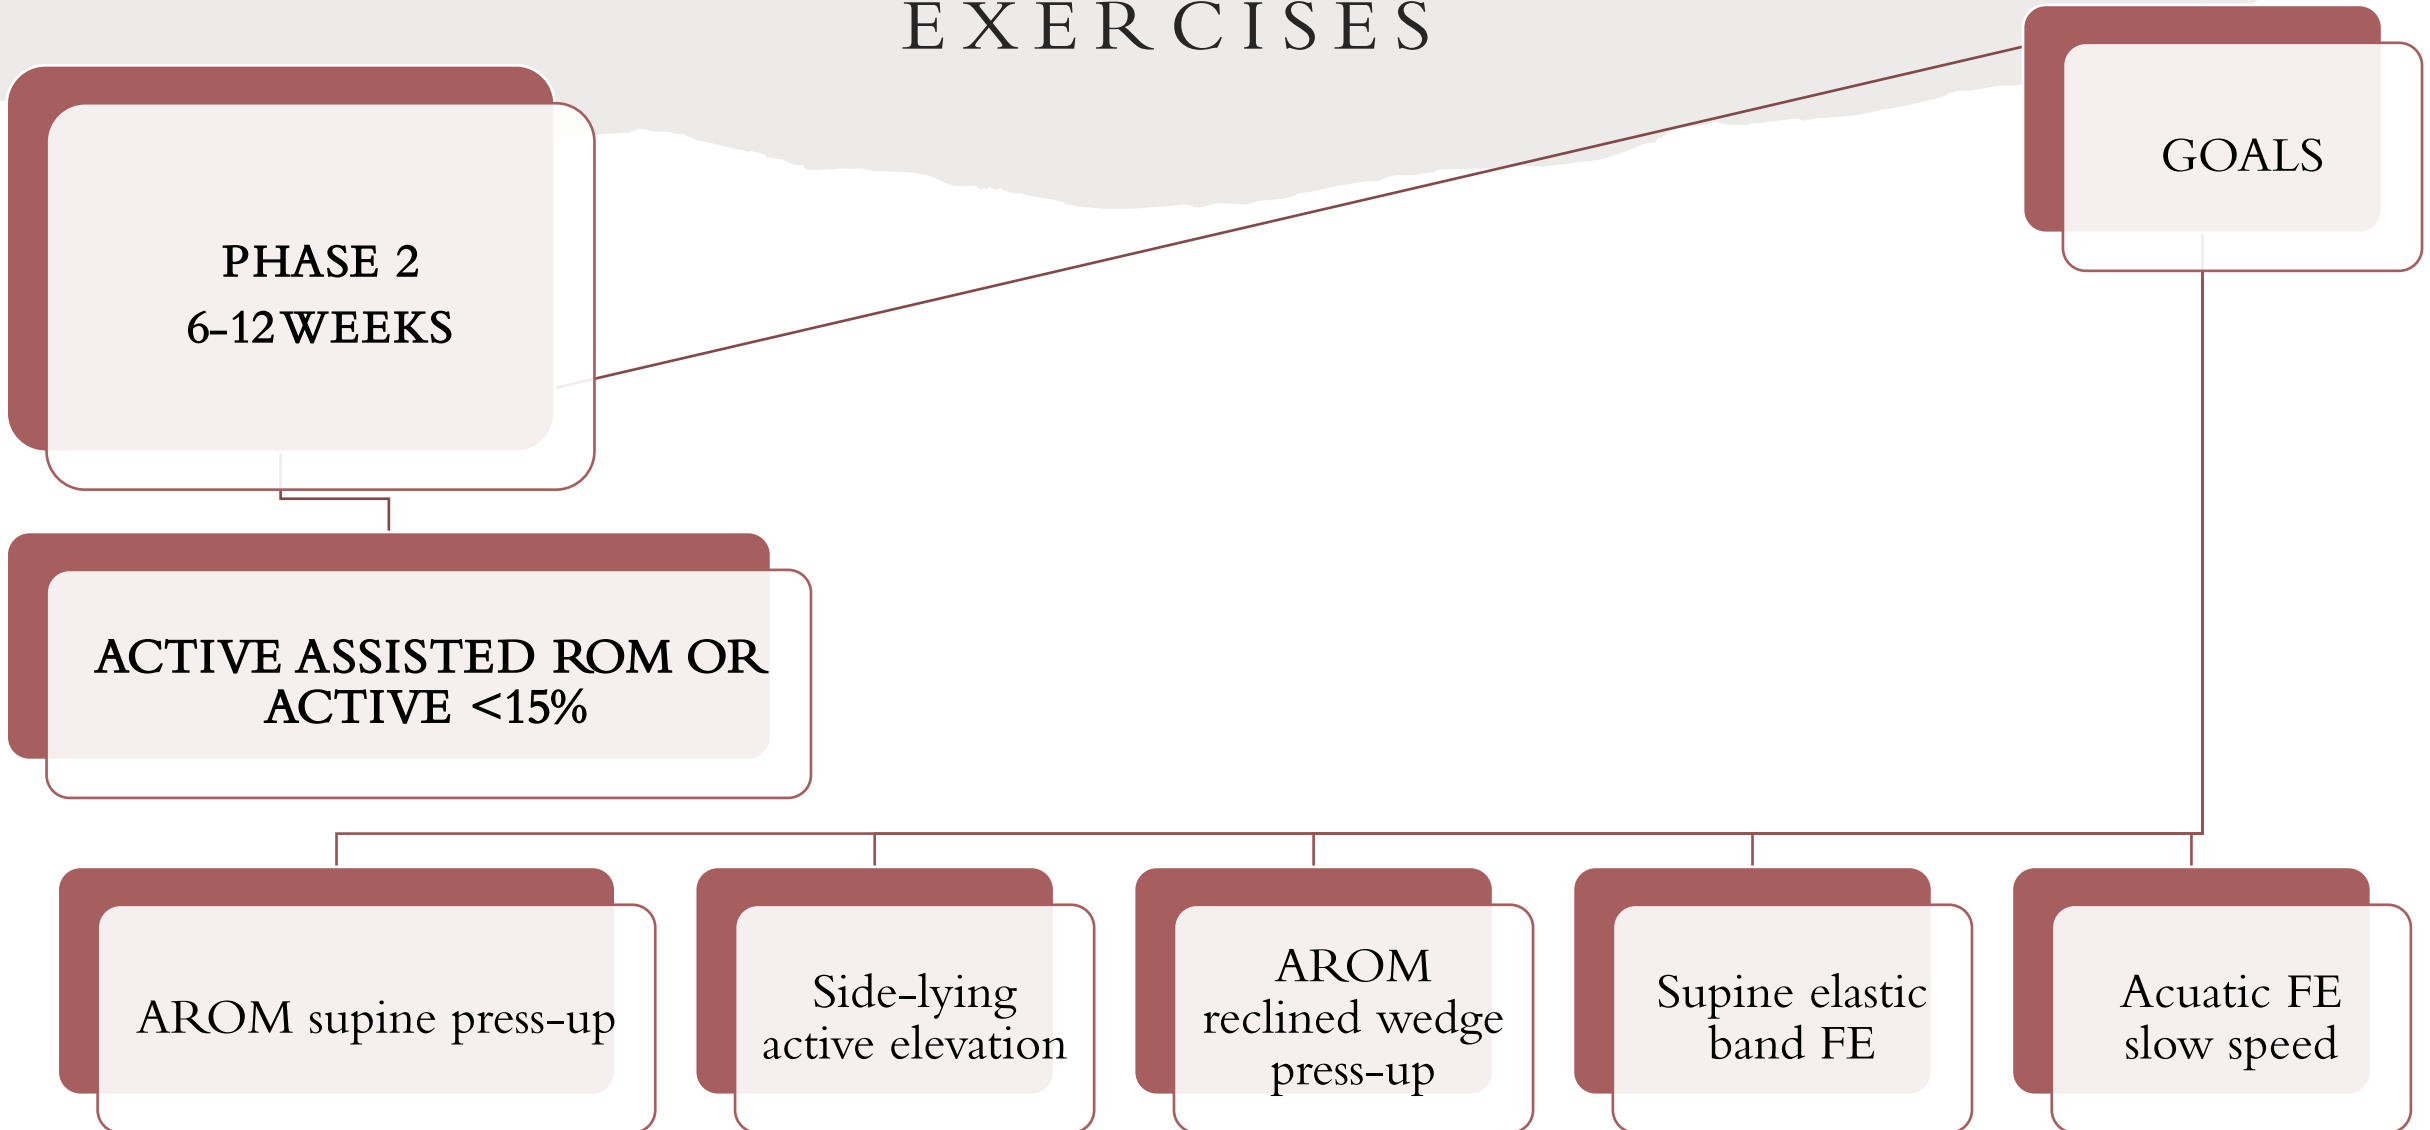 EXERCISES
GOALS
PHASE 2
6-12 WEEKS
ACTIVE ASSISTED ROM OR
ACTIVE <15%
AROM supine press-up
Side-lying
active elevation
AROM
reclined wedge
press-up
Supine elastic
band FE
Acuatic FE
slow speed